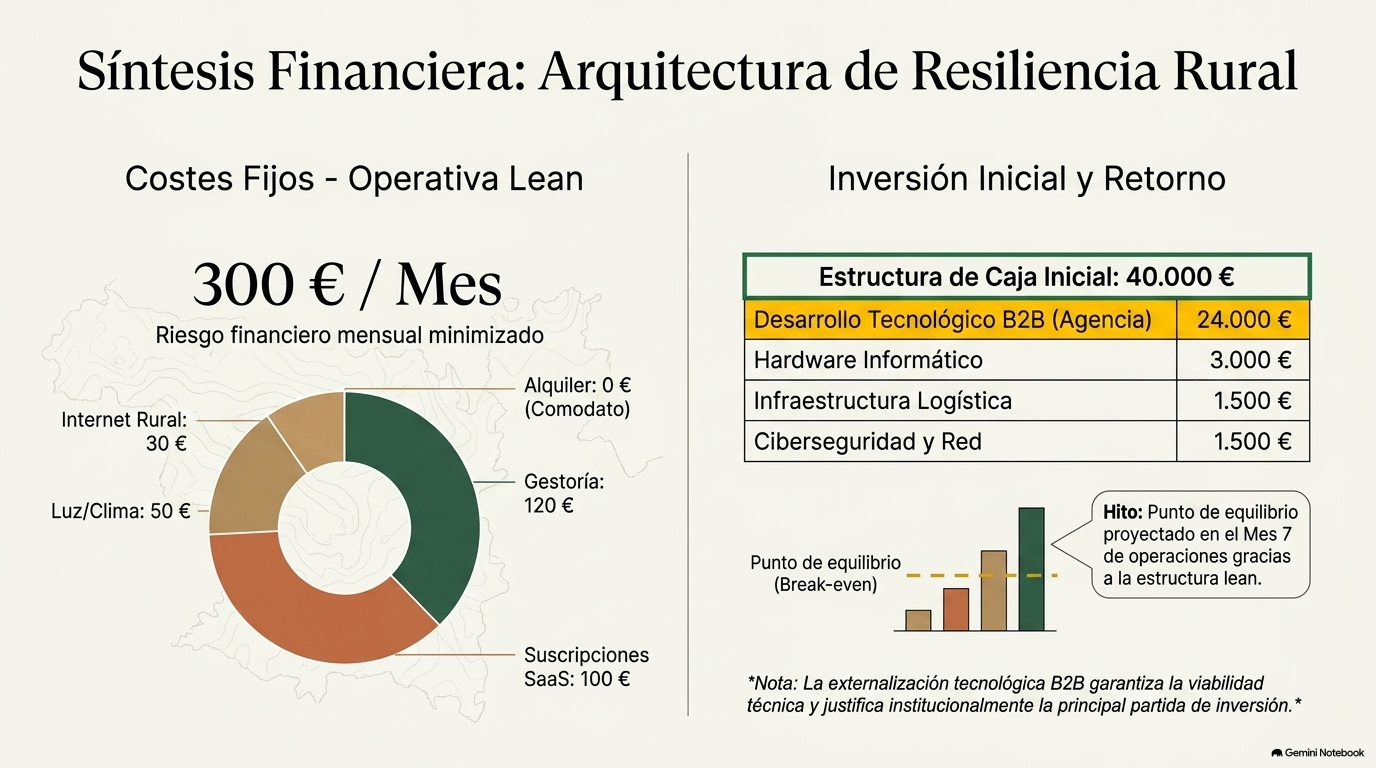 Síntesis Financiera: Arquitectura de Resiliencia Rural
Costes Fijos - Operativa Lean
300 € / Mes
Riesgo financiero mensual minimizado
Alquiler: 0 €
(Comodato)
Internet Rural:
30 €
Gestoría:
120 €
Luz/Clima: 50 €
Suscripciones
SaaS: 100 €
Inversión Inicial y Retorno
Estructura de Caja Inicial: 40.000 €
Desarrollo Tecnológico B2B (Agencia) 24.000 €
Hardware Informático 3.000 €
Infraestructura Logística 1.500 €
Ciberseguridad y Red 1.500 €
Punto de equilibrio
(Break-even)
Hito: Punto de equilibrio
proyectado en el Mes 7
de operaciones gracias
a la estructura lean.
*Nota: La externalización tecnológica B2B garantiza la viabilidad
técnica y justifica institucionalmente la principal partida de inversión.*
Gemini Notebook